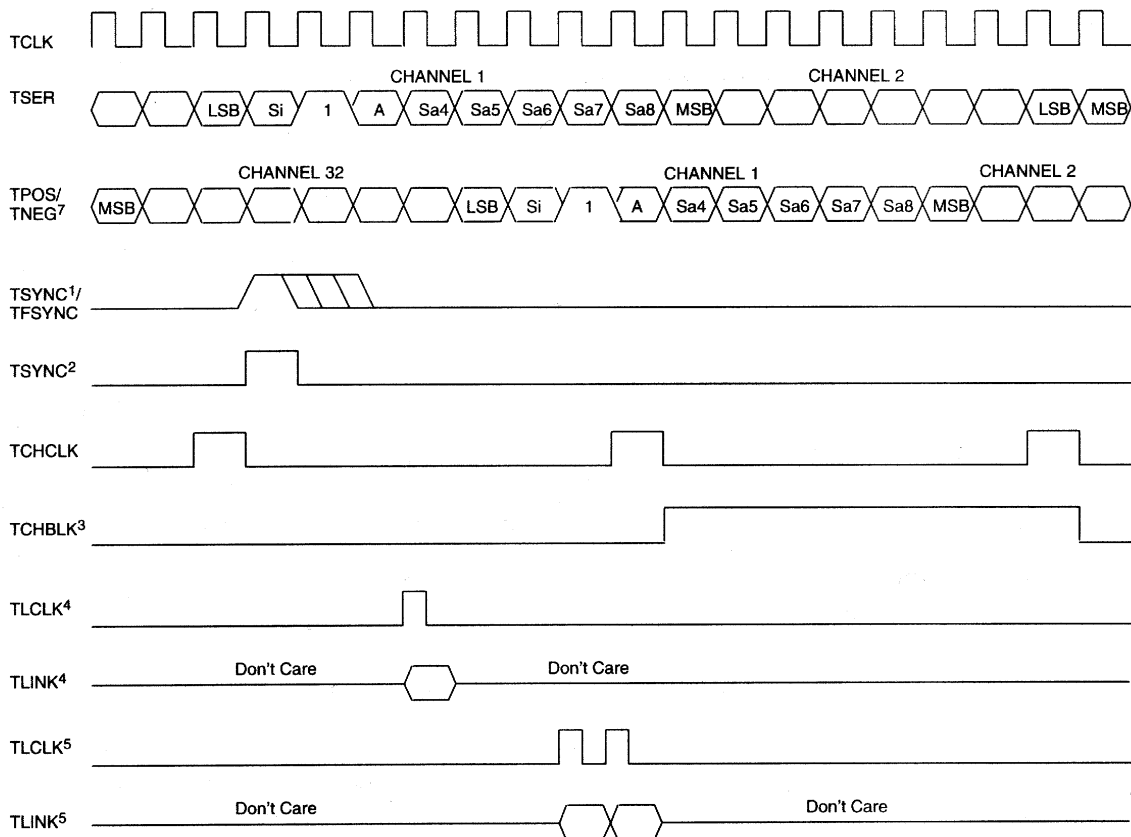 TCLK
CHANNEL 1 CHANNEL 2
TSER LSB Si 1 A Sa4 Sa5 Sa6 Sa7 Sa8 MSB LSB MSB
CHANNEL 32 CHANNEL 1 CHANNEL 2
TPOS/
TNEG7 MSB LSB Si 1 A Sa4 Sa5 Sa6 Sa7 Sa8 MSB
TSYNC1/
TFSYNC
TSYNC2
TCHCLK
TCHBLK3
TLCLK4
TLINK4 Don't Care Don't Care
TLCLK5
TLINK5 Don't Care Don't Care